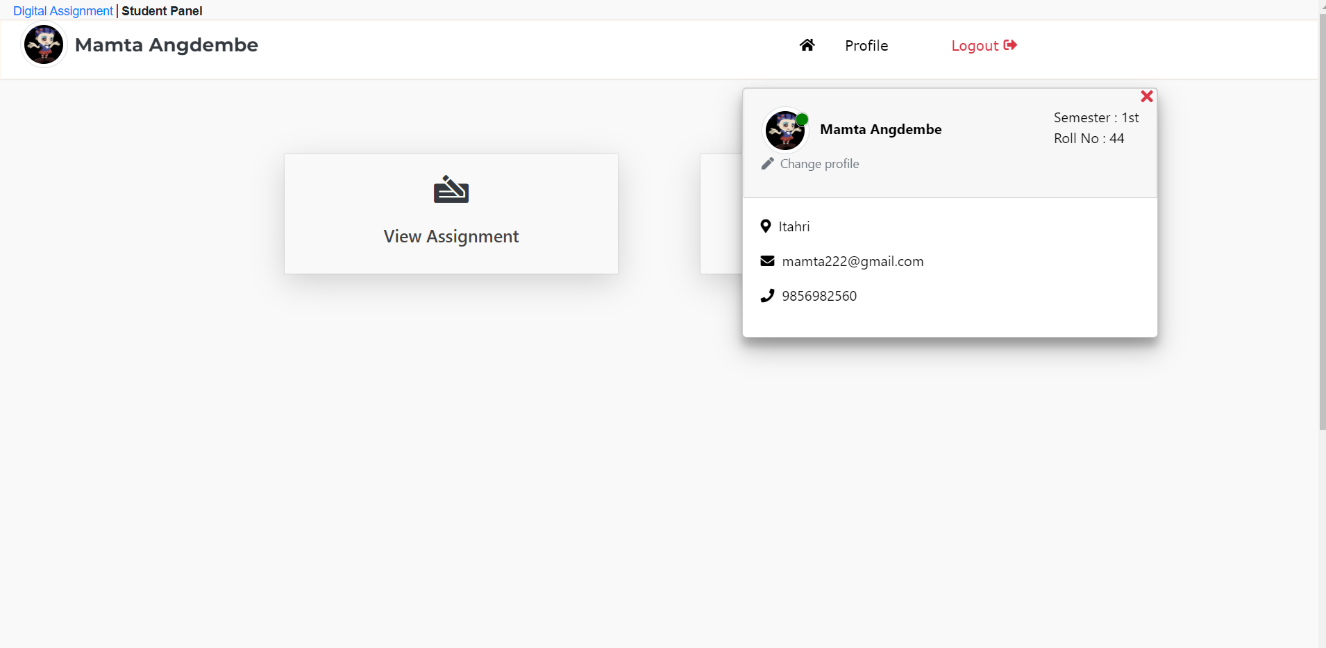 Digital Assignment | Student Panel
Mamta Angdembe
Profile
Logout
Mamta Angdembe
Semester : 1st
Roll No : 44
Change profile
View Assignment
Itahri
mamta222@gmail.com
9856982560